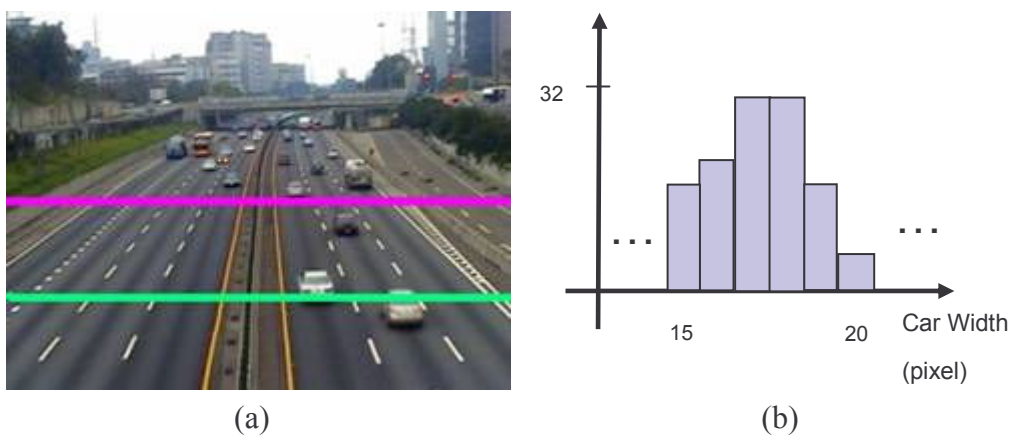 32
. . .
. . .
15
20
Car Width
(pixel)
(a)
(b)